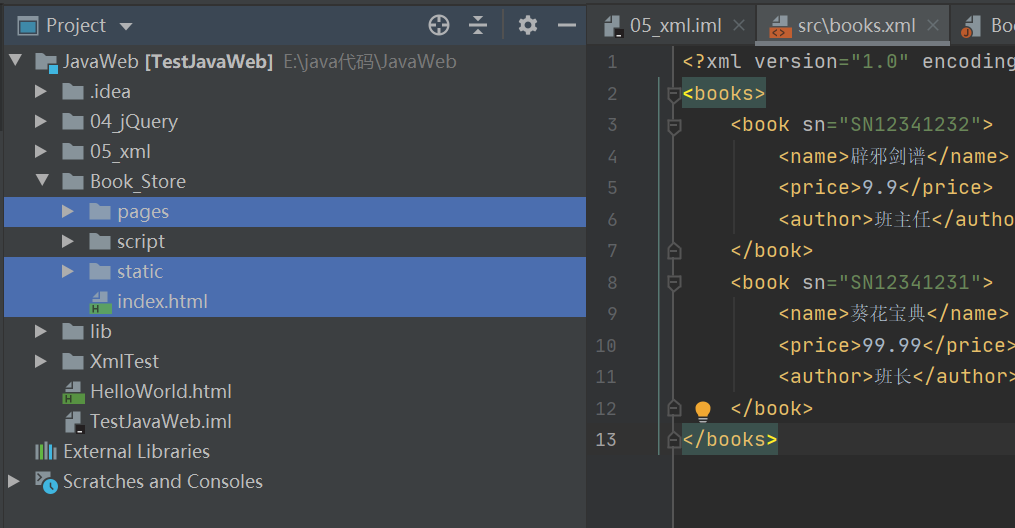 Project
JavaWeb [TestJavaWeb] E:\java代码\JavaWeb
.idea
04_jQuery
05_xml
Book_Store
pages
script
static
index.html
lib
XmlTest
HelloWorld.html
TestJavaWeb.iml
External Libraries
Scratches and Consoles
05_xml.iml
src\books.xml
Boo
1 <?xml version="1.0" encoding
2 <books>
3 <book sn="SN12341232">
4 <name>辟邪剑谱</name>
5 <price>9.9</price>
6 <author>班主任</autho
7 </book>
8 <book sn="SN12341231">
9 <name>葵花宝典</name>
10 <price>99.99</price>
11 <author>班长</author>
12 </book>
13 </books>